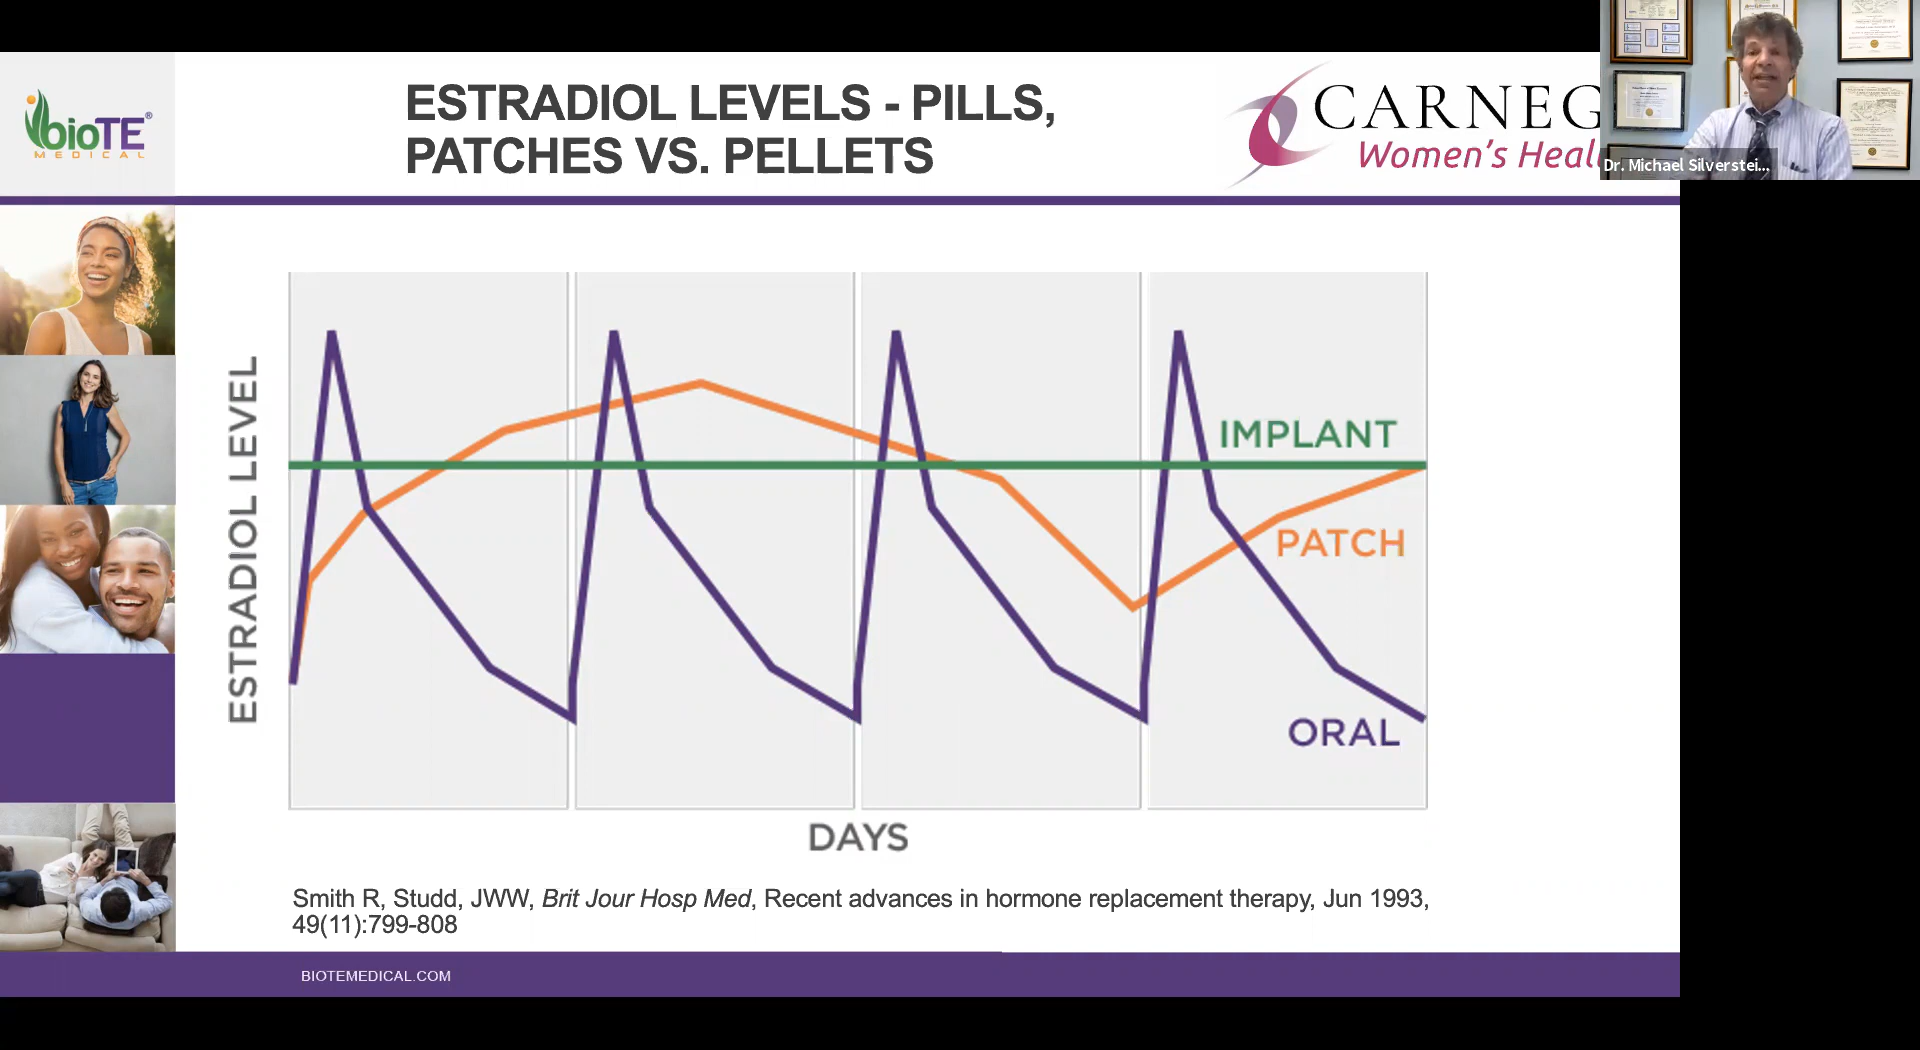 bioTE®
MEDICAL
ESTRADIOL LEVELS - PILLS,
PATCHES VS. PELLETS
CARNEG
Women's Heal
Dr. Michael Silverstei...
ESTRADIOL LEVEL
IMPLANT
PATCH
ORAL
DAYS
Smith R, Studd, JWW, Brit Jour Hosp Med, Recent advances in hormone replacement therapy, Jun 1993,
49(11):799-808
BIOTEMEDICAL.COM